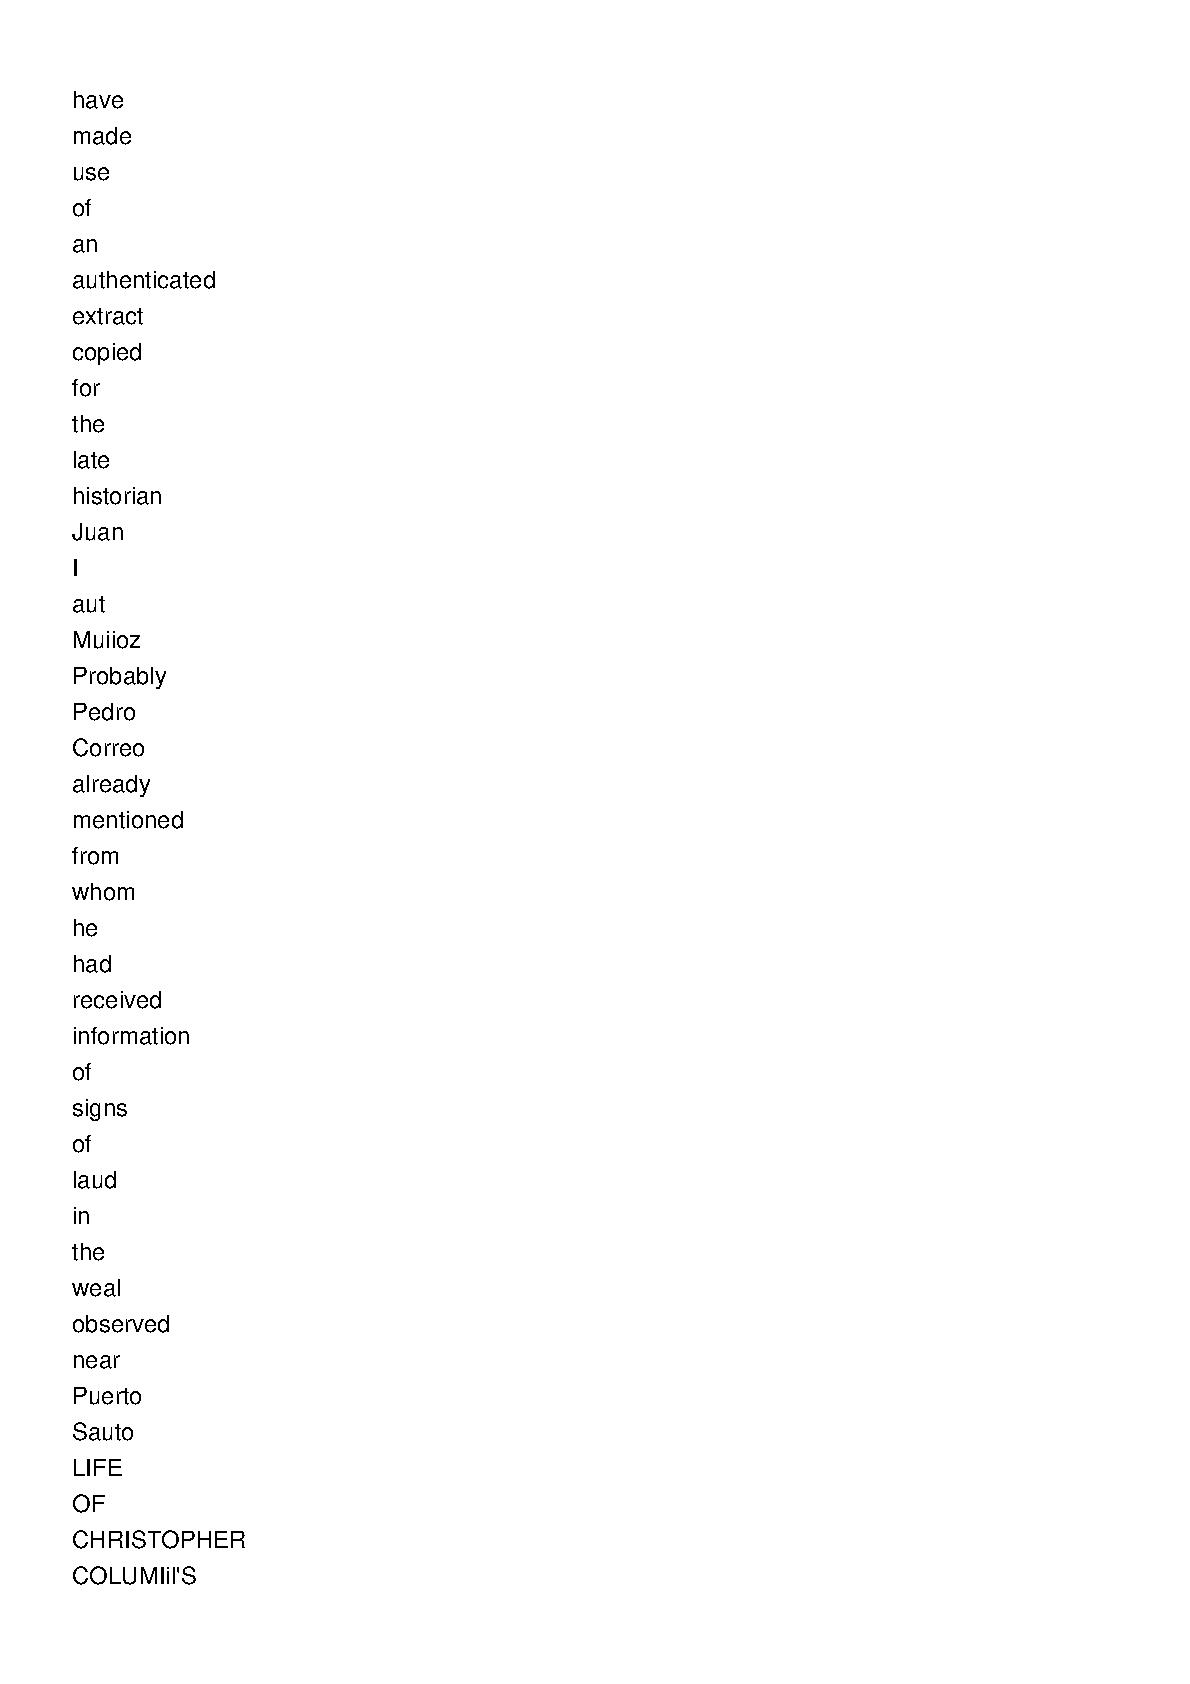 have
made
use
of
an
authenticated
extract
copied
for
the
late
historian
Juan
I
aut
Muiioz
Probably
Pedro
Correo
already
mentioned
from
whom
he
had
received
information
of
signs
of
laud
in
the
weal
observed
near
Puerto
Sauto
LIFE
OF
CHRISTOPHER
COLUMIil'S